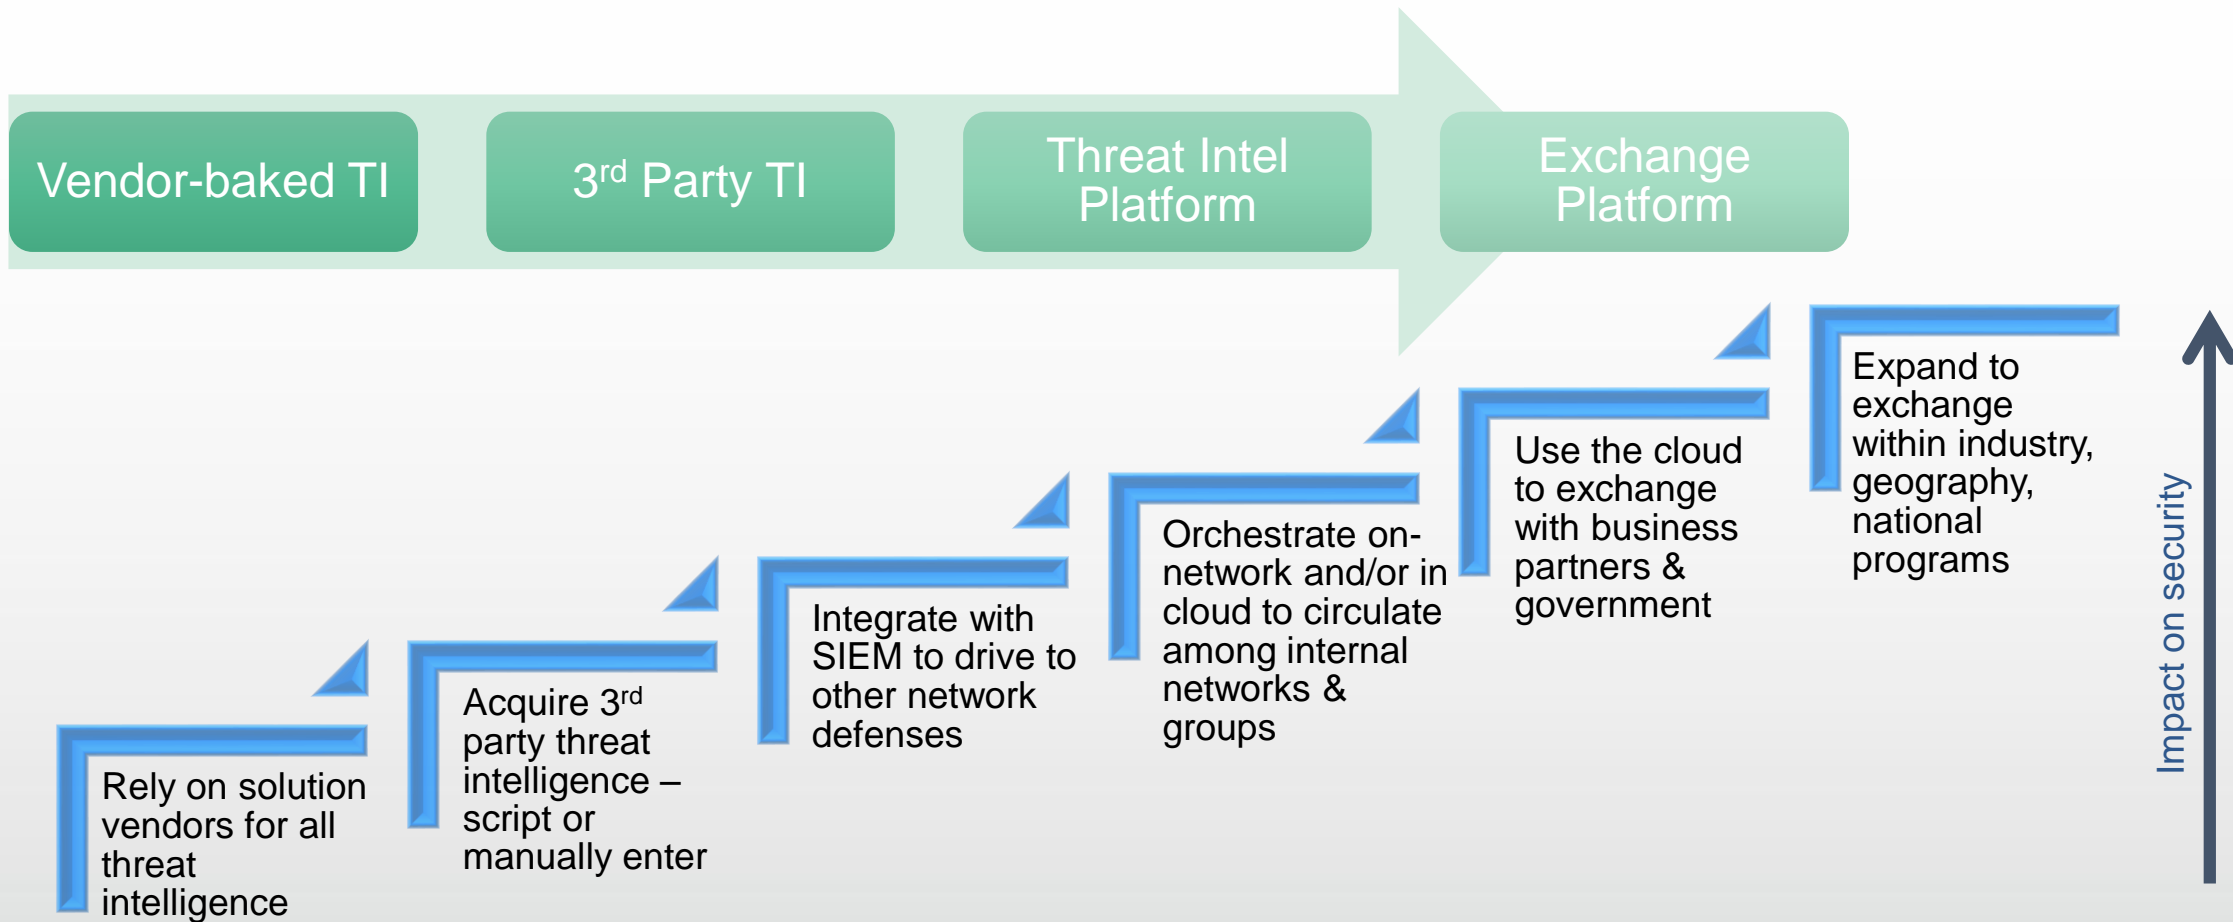 Vendor-baked TI
3rd Party TI
Threat Intel
Platform
Exchange
Platform
Rely on solution
vendors for all
threat
intelligence
Acquire 3rd
party threat
intelligence –
script or
manually enter
Integrate with
SIEM to drive to
other network
defenses
Orchestrate on-
network and/or in
cloud to circulate
among internal
networks &
groups
Use the cloud
to exchange
with business
partners &
government
Expand to
exchange
within industry,
geography,
national
programs
Impact on security